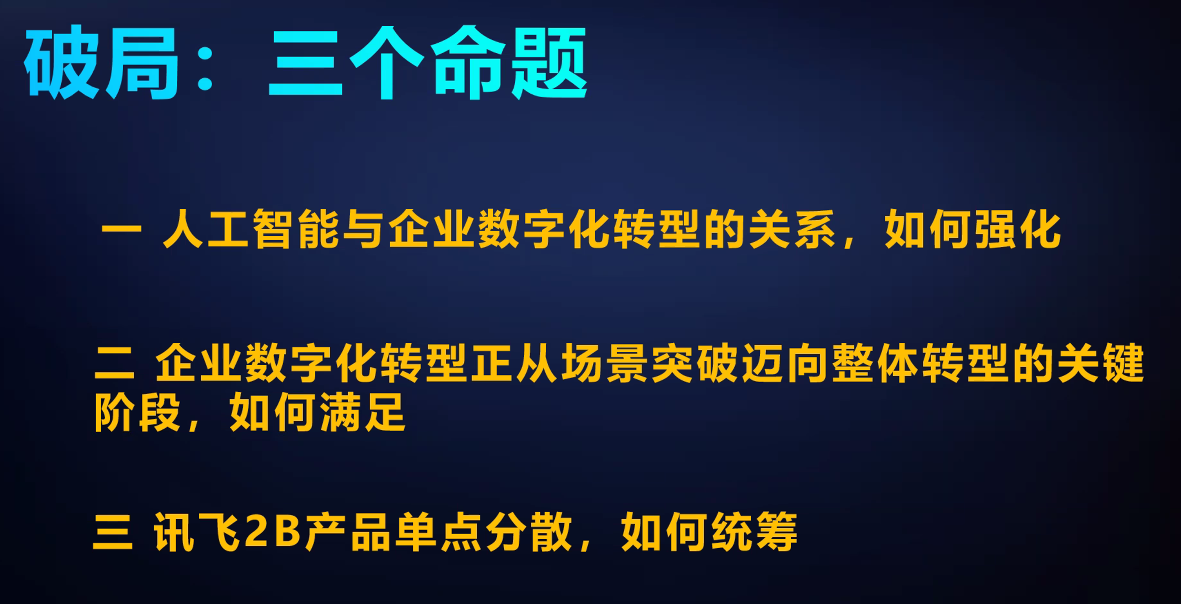 破局：三个命题
一 人工智能与企业数字化转型的关系，如何强化
二 企业数字化转型正从场景突破迈向整体转型的关键
阶段，如何满足
三 讯飞2B产品单点分散，如何统筹